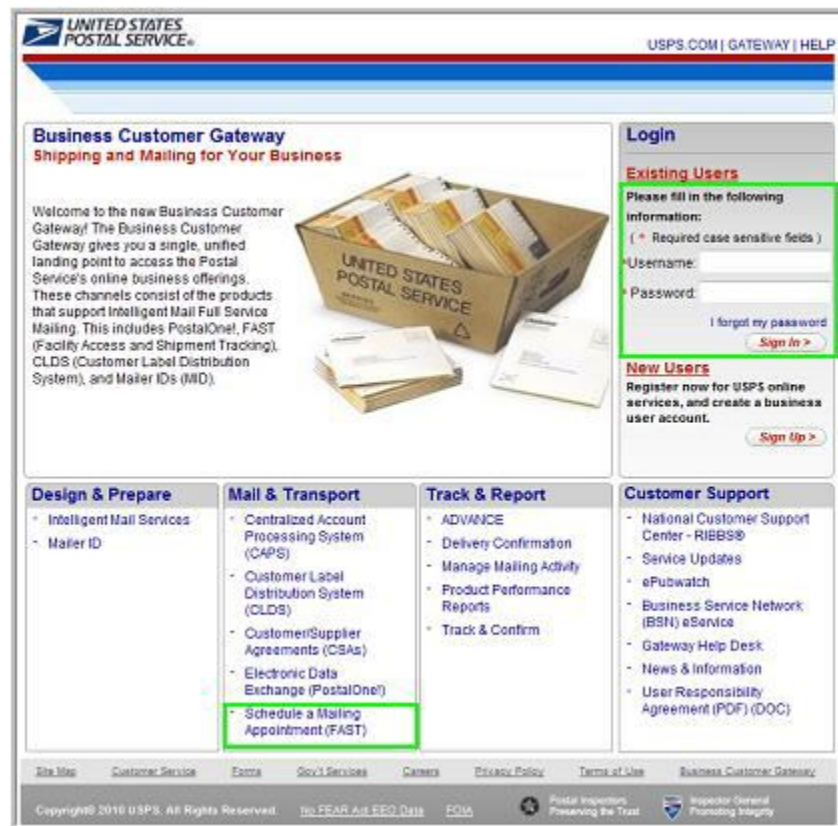 UNITED STATES
POSTAL SERVICE®
USPS.COM | GATEWAY | HELP
Business Customer Gateway
Shipping and Mailing for Your Business
Welcome to the new Business Customer
Gateway! The Business Customer
Gateway gives you a single, unified
landing point to access the Postal
Service's online business offerings.
These channels consist of the products
that support Intelligent Mail Full Service
Mailing. This includes PostalOne!, FAST
(Facility Access and Shipment Tracking),
CLDS (Customer Label Distribution
System), and Mailer IDs (MID).
UNITED STATES
POSTAL SERVICE
Login
Existing Users
Please fill in the following
information:
( * Required case sensitive fields )
*Username:
* Password:
I forgot my password
Sign In >
New Users
Register now for USPS online
services, and create a business
user account.
Sign Up >
Design & Prepare
- Intelligent Mail Services
- Mailer ID
Mail & Transport
- Centralized Account
Processing System
(CAPS)
- Customer Label
Distribution System
(CLDS)
- Customer/Supplier
Agreements (CSAs)
- Electronic Data
Exchange (PostalOne!)
- Schedule a Mailing
Appointment (FAST)
Track & Report
- ADVANCE
- Delivery Confirmation
- Manage Mailing Activity
- Product Performance
Reports
- Track & Confirm
Customer Support
- National Customer Support
Center - RIBBS®
- Service Updates
- ePubwatch
- Business Service Network
(BSN) eService
- Gateway Help Desk
- News & Information
- User Responsibility
Agreement (PDF) (DOC)
Site Map Customer Service Forms Gov't Services Careers Privacy Policy Terms of Use Business Customer Gateway
Copyright© 2010 USPS. All Rights Reserved. No FEAR Act EEO Data FOIA
Postal Inspectors
Preserving the Trust
Inspector General
Promoting Integrity